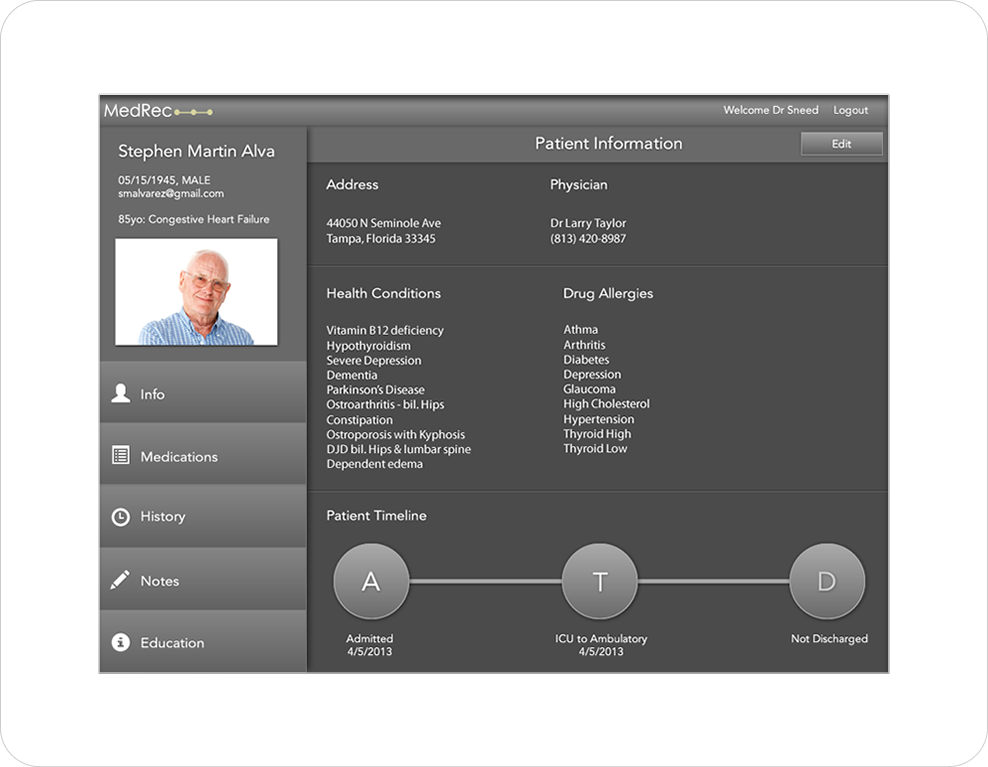 MedRec
Welcome Dr Sneed
Logout
Stephen Martin Alva
05/15/1945, MALE
smalvarez@gmail.com
85yo: Congestive Heart Failure
Info
Medications
History
Notes
Education
Patient Information
Edit
Address
44050 N Seminole Ave
Tampa, Florida 33345
Physician
Dr Larry Taylor
(813) 420-8987
Health Conditions
Vitamin B12 deficiency
Hypothyroidism
Severe Depression
Dementia
Parkinson's Disease
Ostroarthritis - bil. Hips
Constipation
Ostroporosis with Kyphosis
DJD bil. Hips & lumbar spine
Dependent edema
Drug Allergies
Athma
Arthritis
Diabetes
Depression
Glaucoma
High Cholesterol
Hypertension
Thyroid High
Thyroid Low
Patient Timeline
A
Admitted
4/5/2013
T
ICU to Ambulatory
4/5/2013
D
Not Discharged